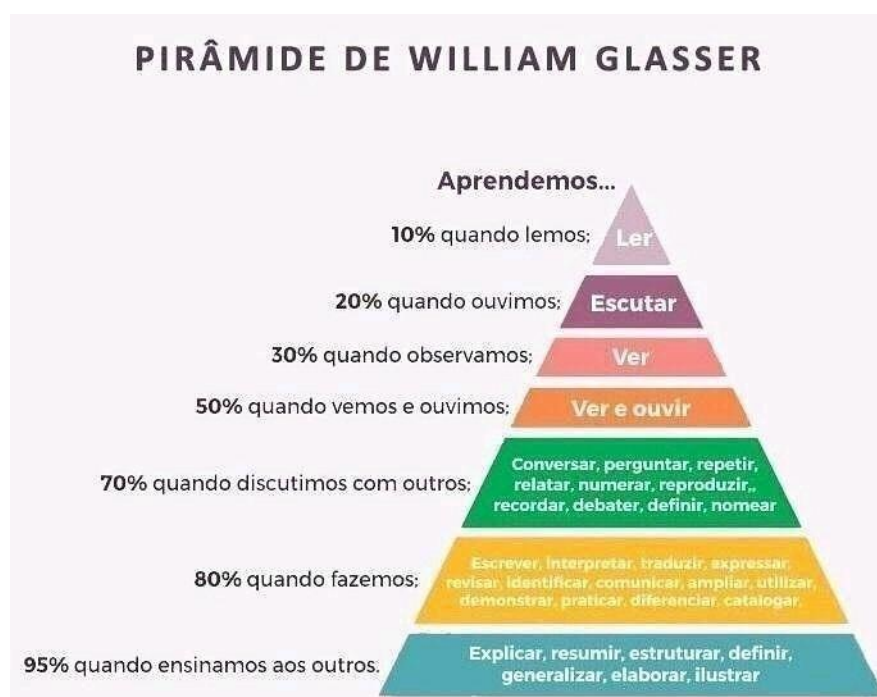 PIRÂMIDE DE WILLIAM GLASSER
Aprendemos...
10% quando lemos;
Ler
20% quando ouvimos;
Escutar
30% quando observamos;
Ver
50% quando vemos e ouvimos;
Ver e ouvir
70% quando discutimos com outros;
Conversar, perguntar, repetir,
relatar, numerar, reproduzir,,
recordar, debater, definir, nomear
80% quando fazemos;
Escrever, interpretar, traduzir, expressar,
revisar, identificar, comunicar, ampliar, utilizar,
demonstrar, praticar, diferenciar, catalogar.
95% quando ensinamos aos outros.
Explicar, resumir, estruturar, definir,
generalizar, elaborar, ilustrar